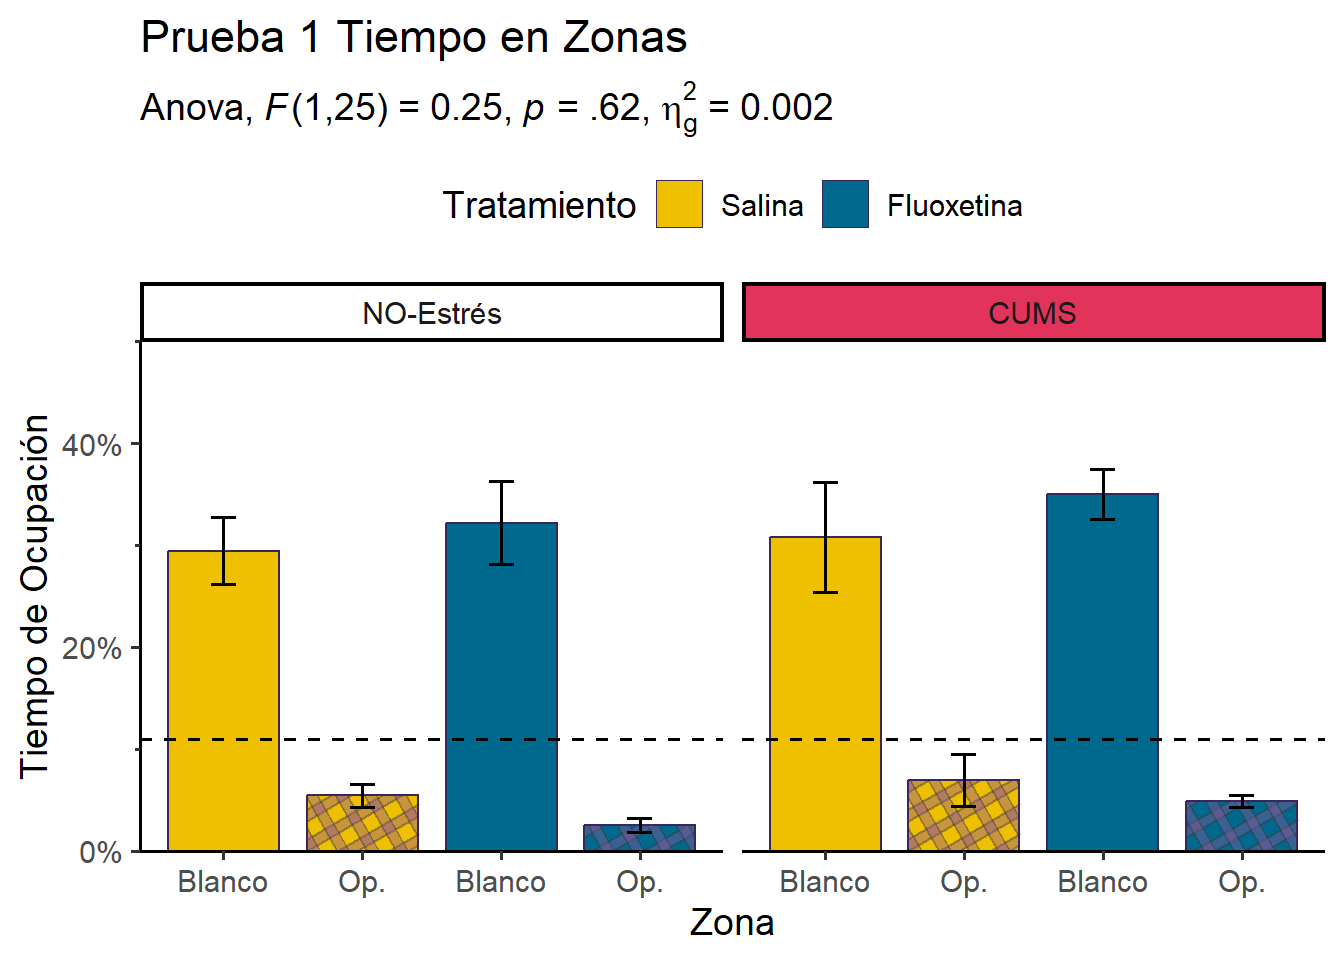 Prueba 1 Tiempo en Zonas
Anova, F(1,25) = 0.25, p = .62, η²g = 0.002
Tratamiento Salina Fluoxetina
NO-Estrés CUMS
Tiempo de Ocupación
40%
20%
0%
Blanco Op. Blanco Op. Blanco Op. Blanco Op.
Zona